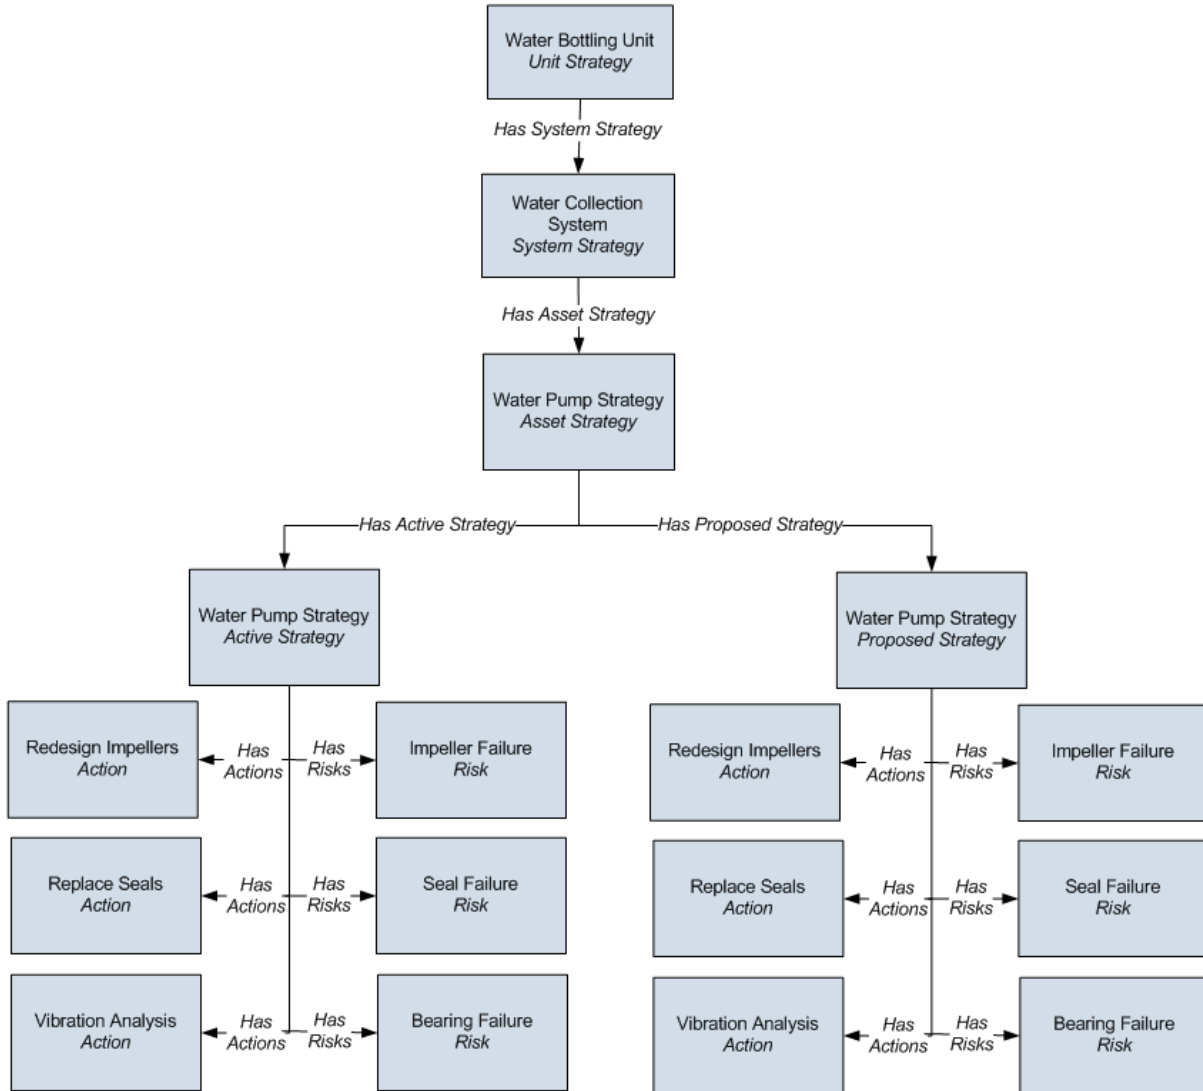 Water Bottling Unit
Unit Strategy
Has System Strategy
Water Collection
System
System Strategy
Has Asset Strategy
Water Pump Strategy
Asset Strategy
Has Active Strategy
Has Proposed Strategy
Water Pump Strategy
Active Strategy
Water Pump Strategy
Proposed Strategy
Redesign Impellers
Action
Has
Actions
Has
Risks
Impeller Failure
Risk
Replace Seals
Action
Has
Actions
Has
Risks
Seal Failure
Risk
Vibration Analysis
Action
Has
Actions
Has
Risks
Bearing Failure
Risk
Redesign Impellers
Action
Has
Actions
Has
Risks
Impeller Failure
Risk
Replace Seals
Action
Has
Actions
Has
Risks
Seal Failure
Risk
Vibration Analysis
Action
Has
Actions
Has
Risks
Bearing Failure
Risk